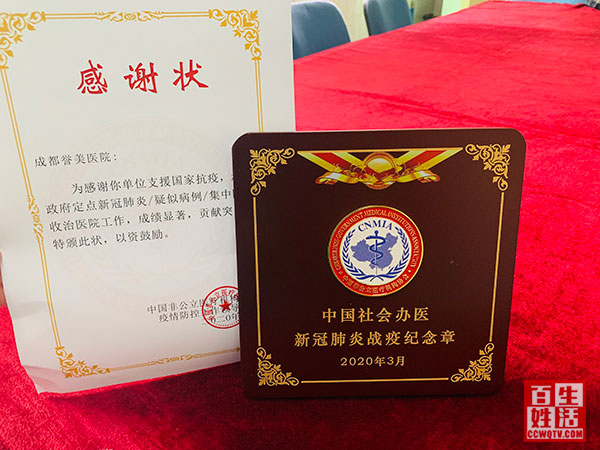 感谢状
成都誉美医院：
为感谢你单位支援国家抗疫，
政府定点新冠肺炎/疑似病例/集中
收治医院工作，成绩显著，贡献突
特颁此状，以资鼓励。
中国非公立医
疫情防控
二〇
CNMIA
中国社会办医
新冠肺炎战疫纪念章
2020年3月
百姓生活
CCWQTV.COM